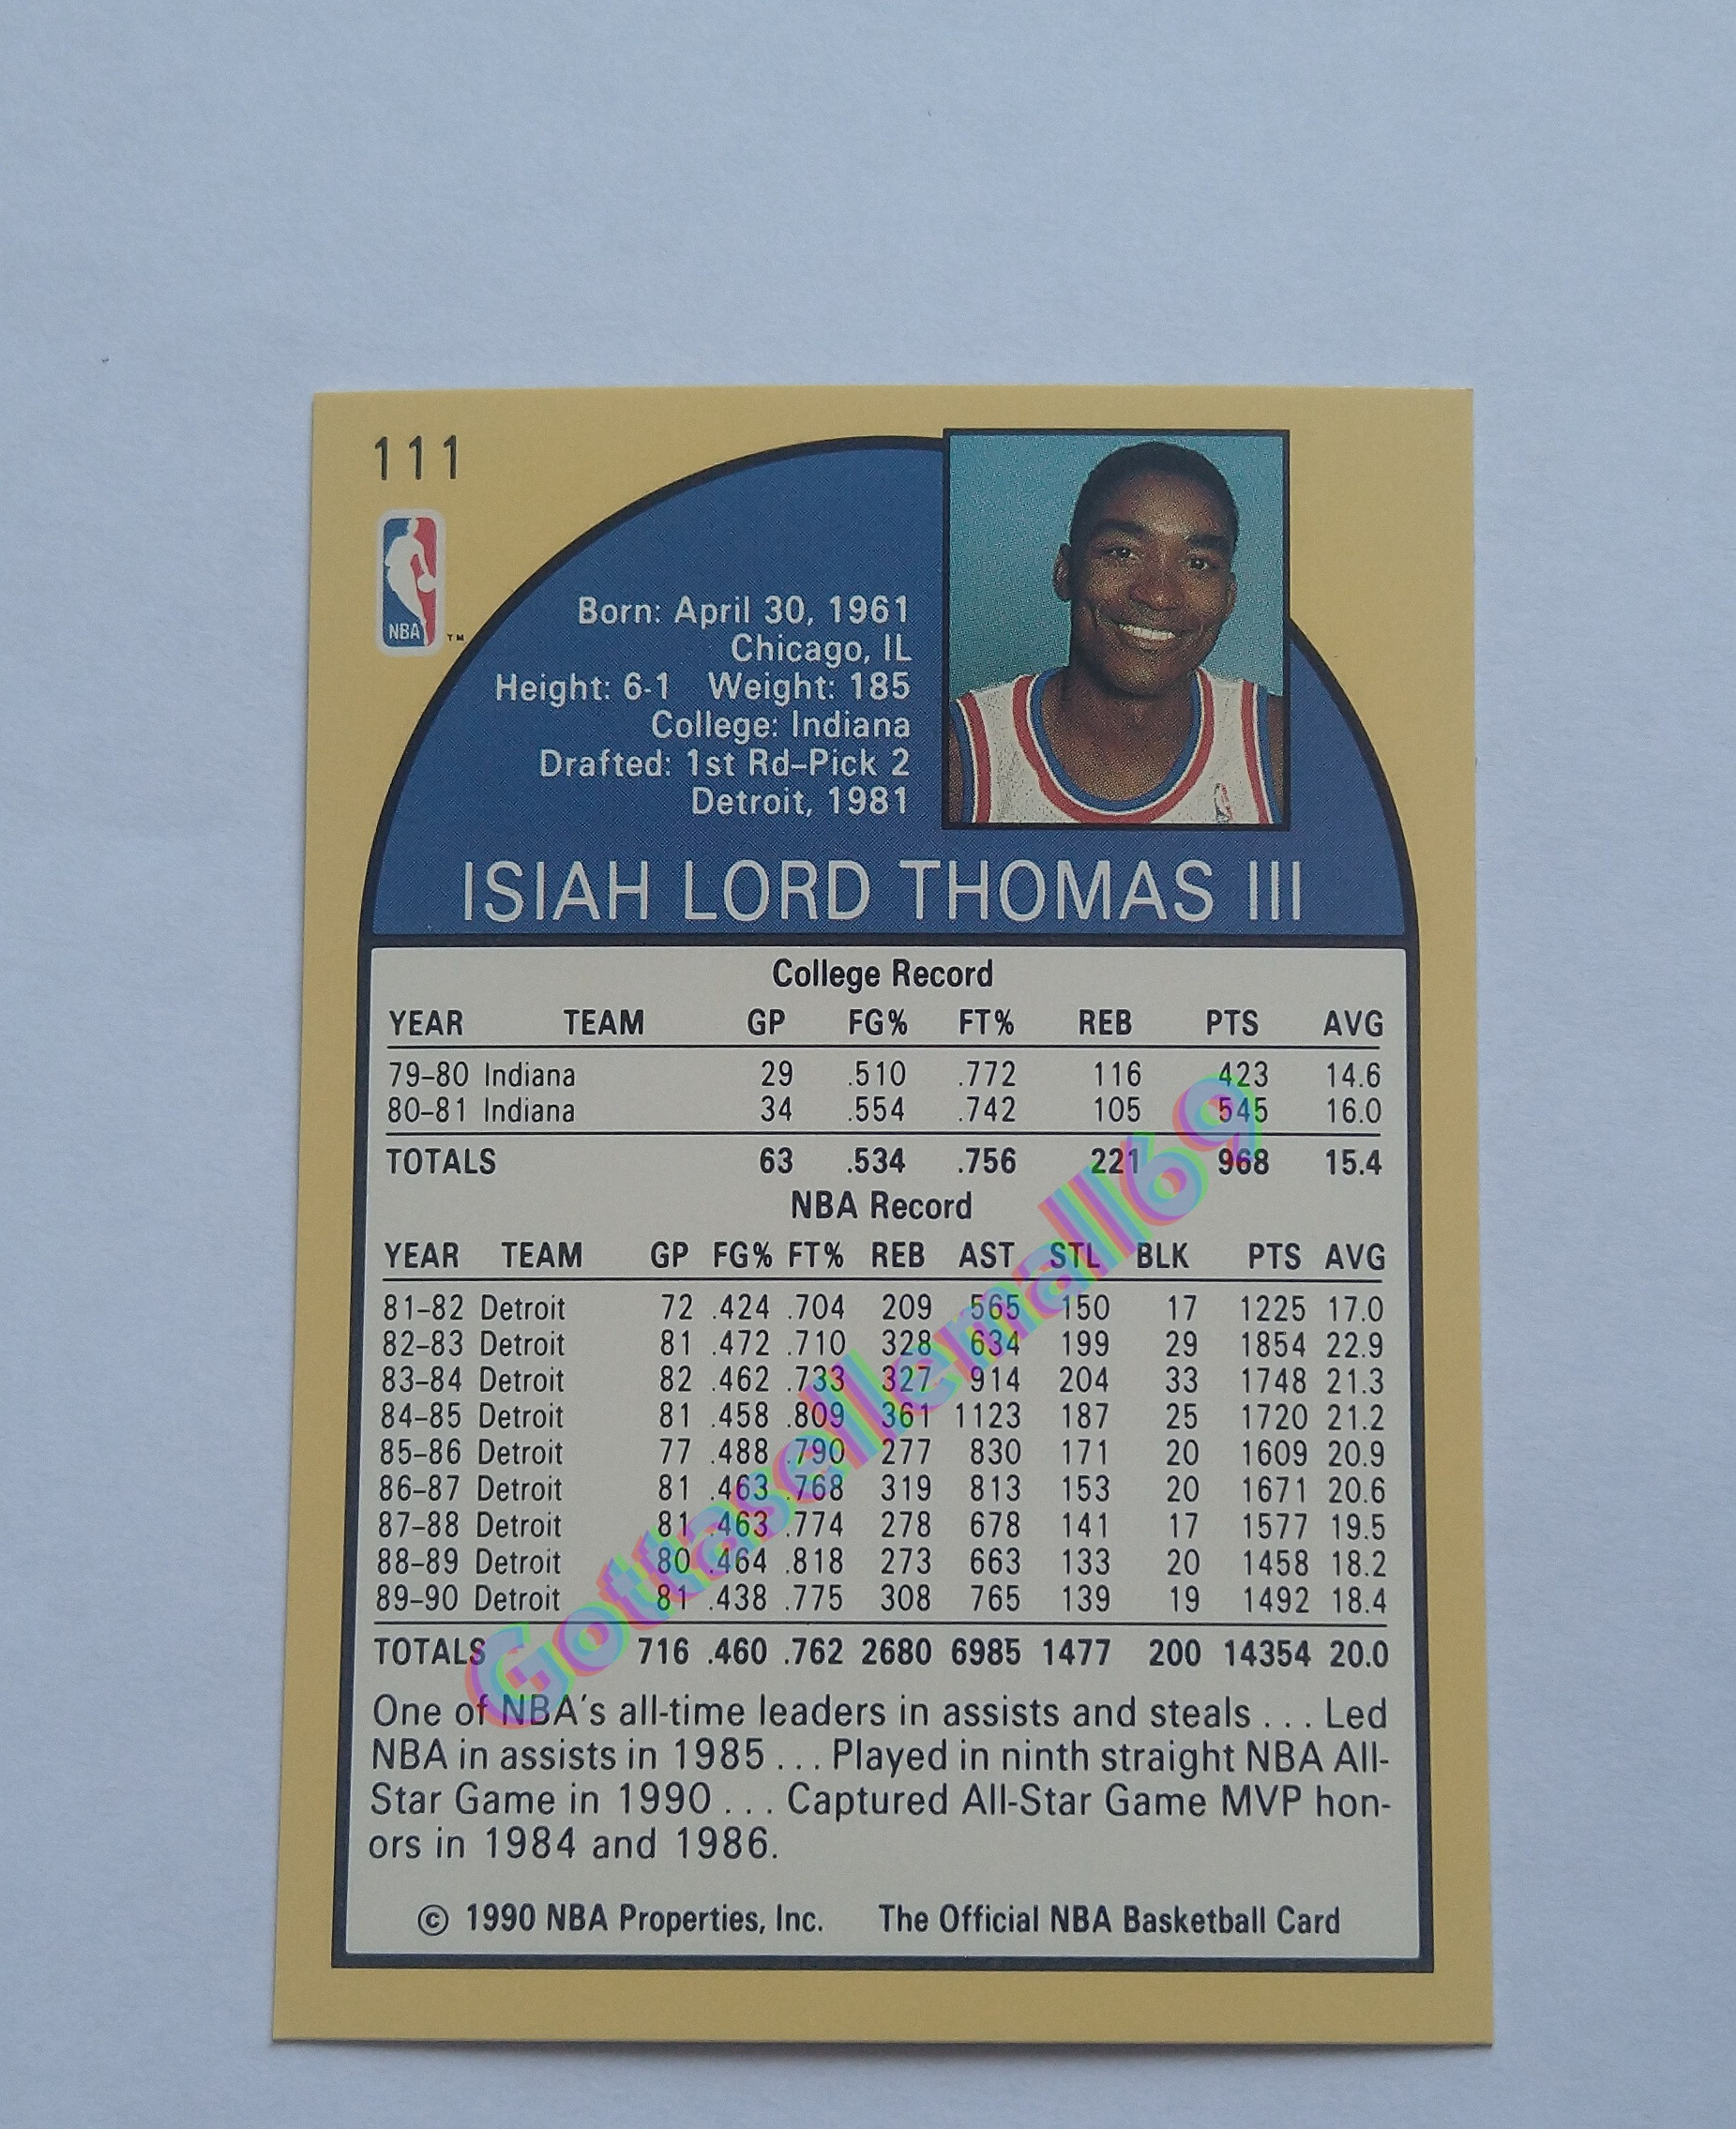 111
NBA
TM
Born: April 30, 1961
Chicago, IL
Height: 6-1 Weight: 185
College: Indiana
Drafted: 1st Rd–Pick 2
Detroit, 1981
ISIAH LORD THOMAS III
College Record
YEAR TEAM GP FG% FT% REB PTS AVG
79–80 Indiana 29 .510 .772 116 423 14.6
80–81 Indiana 34 .554 .742 105 545 16.0
TOTALS 63 .534 .756 221 968 15.4
NBA Record
YEAR TEAM GP FG% FT% REB AST STL BLK PTS AVG
81–82 Detroit 72 .424 .704 209 565 150 17 1225 17.0
82–83 Detroit 81 .472 .710 328 634 199 29 1854 22.9
83–84 Detroit 82 .462 .733 327 914 204 33 1748 21.3
84–85 Detroit 81 .458 .809 361 1123 187 25 1720 21.2
85–86 Detroit 77 .488 .790 277 830 171 20 1609 20.9
86–87 Detroit 81 .463 .768 319 813 153 20 1671 20.6
87–88 Detroit 81 .463 .774 278 678 141 17 1577 19.5
88–89 Detroit 80 .464 .818 273 663 133 20 1458 18.2
89–90 Detroit 81 .438 .775 308 765 139 19 1492 18.4
TOTALS 716 .460 .762 2680 6985 1477 200 14354 20.0
One of NBA's all-time leaders in assists and steals . . . Led
NBA in assists in 1985 . . . Played in ninth straight NBA All-
Star Game in 1990 . . . Captured All-Star Game MVP hon-
ors in 1984 and 1986.
© 1990 NBA Properties, Inc. The Official NBA Basketball Card
Gottasellemall69